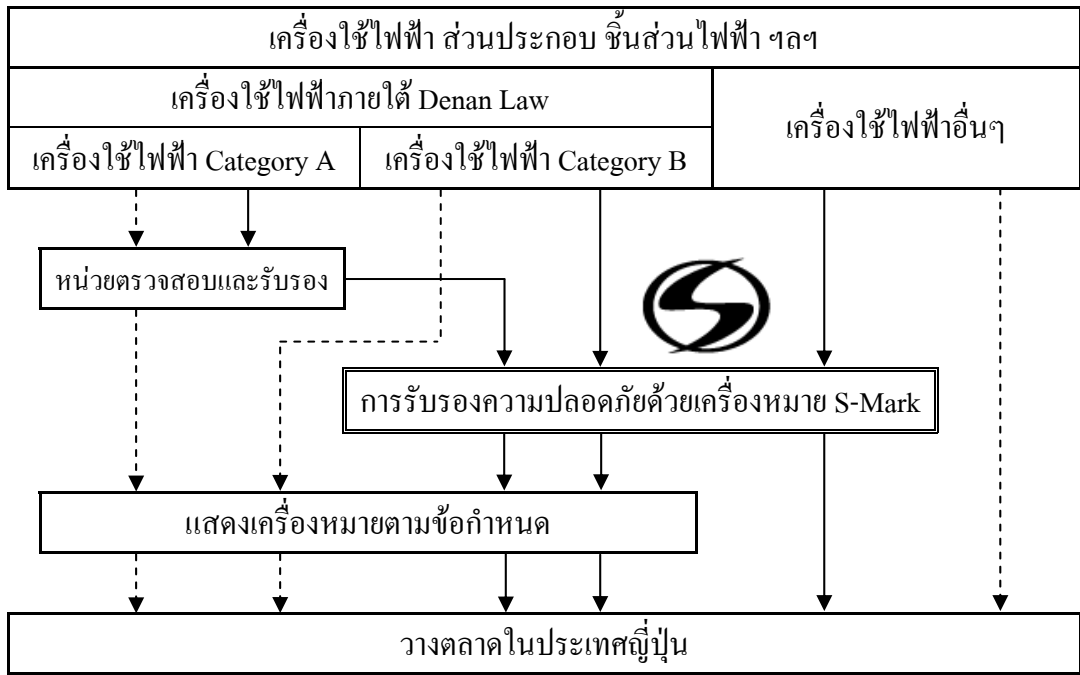 เครื่องใช้ไฟฟ้า ส่วนประกอบ ชิ้นส่วนไฟฟ้า ฯลฯ
เครื่องใช้ไฟฟ้าภายใต้ Denan Law
เครื่องใช้ไฟฟ้าอื่นๆ
เครื่องใช้ไฟฟ้า Category A
เครื่องใช้ไฟฟ้า Category B
หน่วยตรวจสอบและรับรอง
การรับรองความปลอดภัยด้วยเครื่องหมาย S-Mark
แสดงเครื่องหมายตามข้อกำหนด
วางตลาดในประเทศญี่ปุ่น